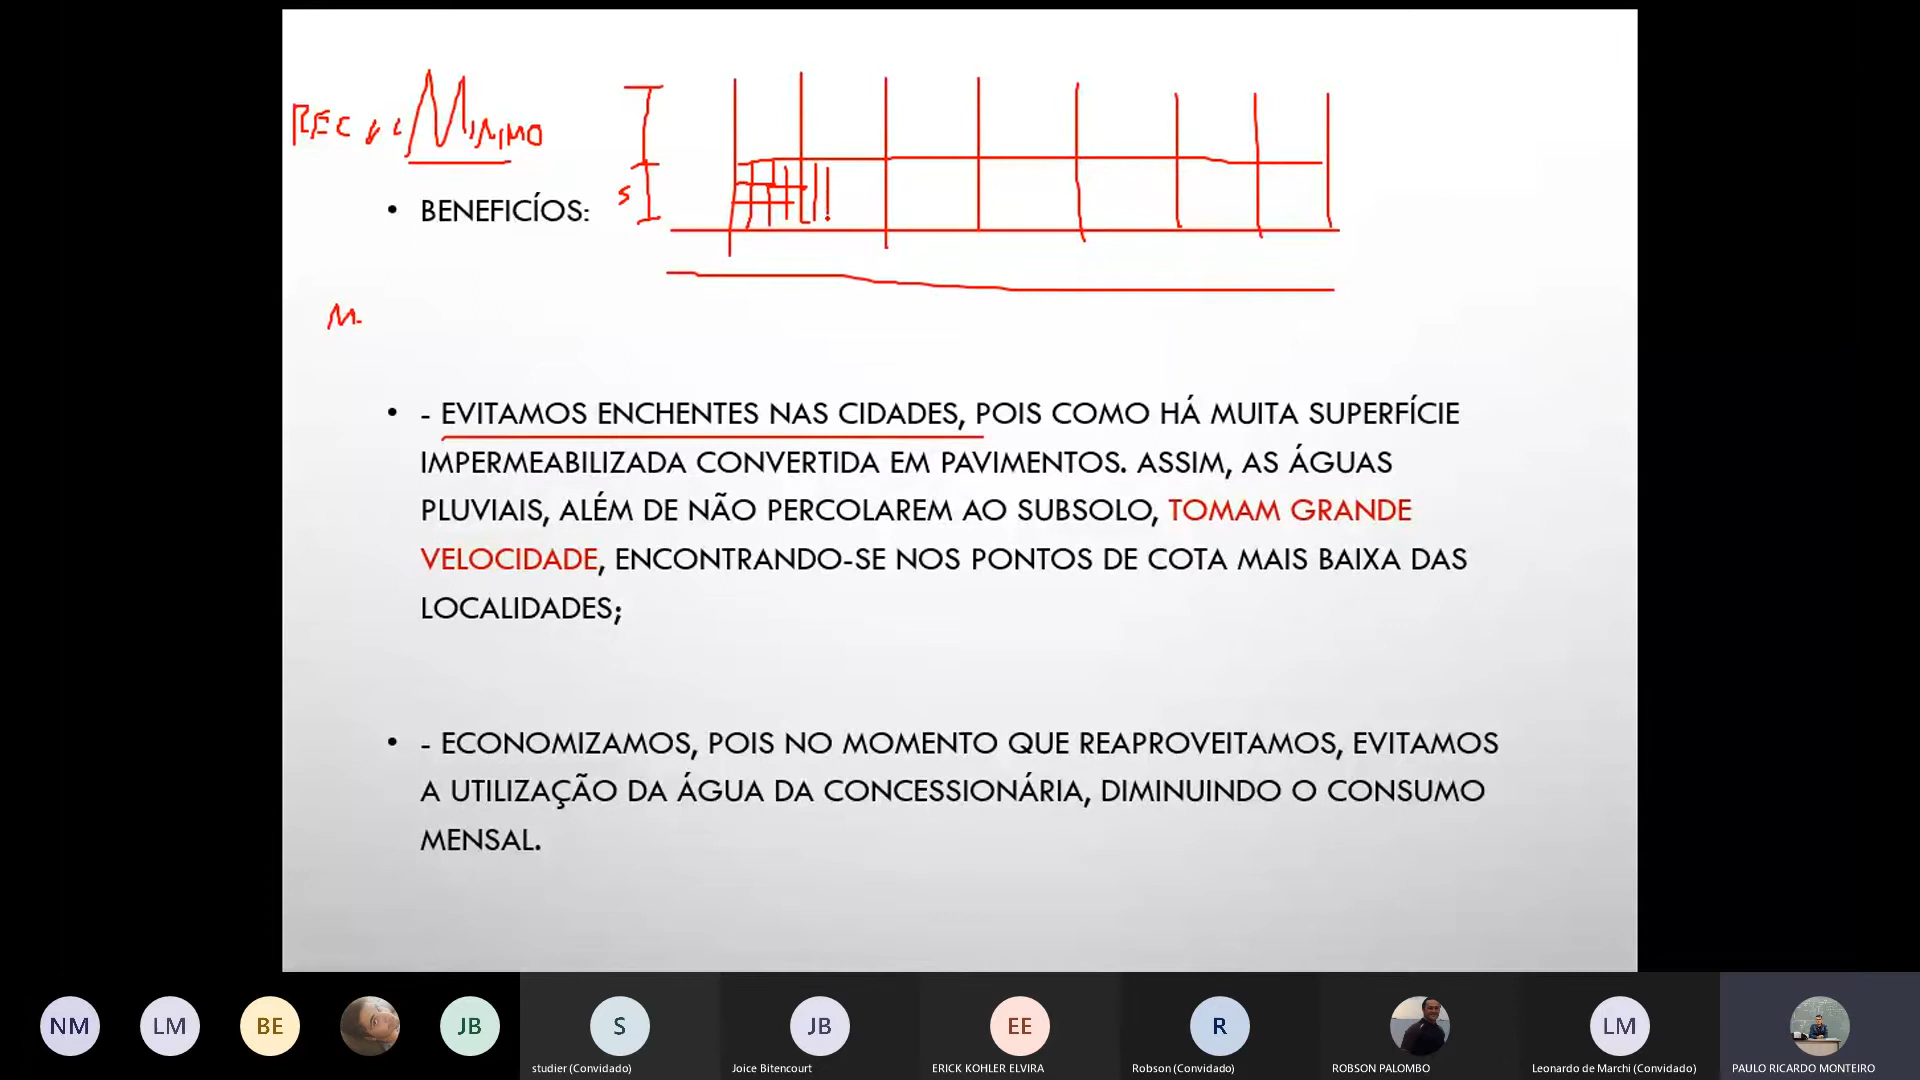 MINIMO
S
• BENEFICÍOS:
M
• - EVITAMOS ENCHENTES NAS CIDADES, POIS COMO HÁ MUITA SUPERFÍCIE
IMPERMEABILIZADA CONVERTIDA EM PAVIMENTOS. ASSIM, AS ÁGUAS
PLUVIAIS, ALÉM DE NÃO PERCOLAREM AO SUBSOLO, TOMAM GRANDE
VELOCIDADE, ENCONTRANDO-SE NOS PONTOS DE COTA MAIS BAIXA DAS
LOCALIDADES;
• - ECONOMIZAMOS, POIS NO MOMENTO QUE REAPROVEITAMOS, EVITAMOS
A UTILIZAÇÃO DA ÁGUA DA CONCESSIONÁRIA, DIMINUINDO O CONSUMO
MENSAL.
NM LM BE JB S JB EE R LM
studier (Convidado) Joice Bitencourt ERICK KOHLER ELVIRA Robson (Convidado) ROBSON PALOMBO Leonardo de Marchi (Convidado) PAULO RICARDO MONTEIRO